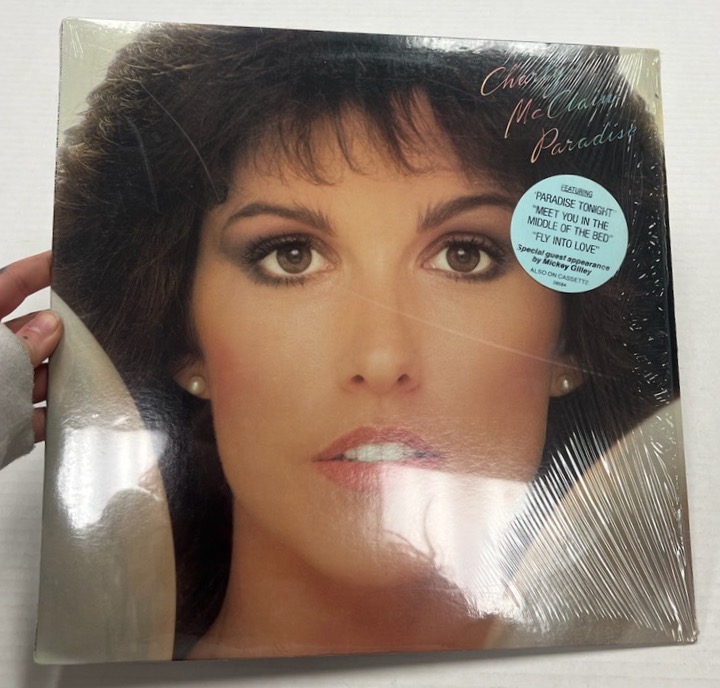 Charly
McClain
Paradise
FEATURING
"PARADISE TONIGHT"
"MEET YOU IN THE
MIDDLE OF THE BED"
"FLY INTO LOVE"
Special guest appearance
by Mickey Gilley
ALSO ON CASSETTE